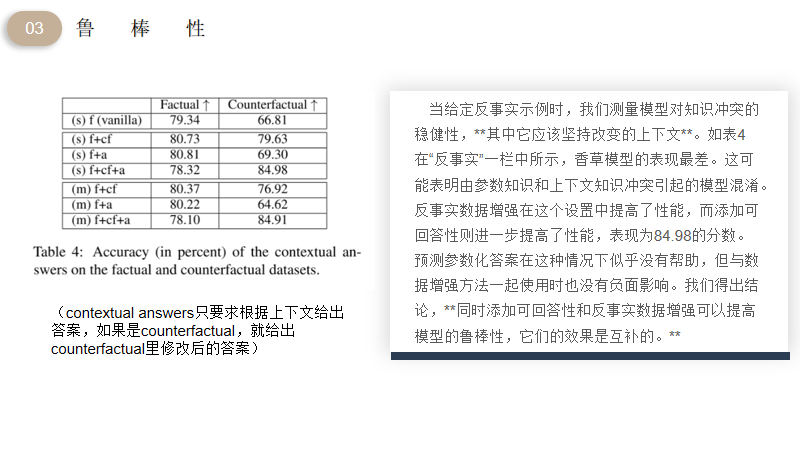 03
鲁 棒 性
Factual ↑ Counterfactual ↑
(s) f (vanilla) 79.34 66.81
(s) f+cf 80.73 79.63
(s) f+a 80.81 69.30
(s) f+cf+a 78.32 84.98
(m) f+cf 80.37 76.92
(m) f+a 80.22 64.62
(m) f+cf+a 78.10 84.91
Table 4: Accuracy (in percent) of the contextual an-
swers on the factual and counterfactual datasets.
（contextual answers只要求根据上下文给出
答案，如果是counterfactual，就给出
counterfactual里修改后的答案）
当给定反事实示例时，我们测量模型对知识冲突的
稳健性，**其中它应该坚持改变的上下文**。如表4
在“反事实”一栏中所示，香草模型的表现最差。这可
能表明由参数知识和上下文知识冲突引起的模型混淆。
反事实数据增强在这个设置中提高了性能，而添加可
回答性则进一步提高了性能，表现为84.98的分数。
预测参数化答案在这种情况下似乎没有帮助，但与数
据增强方法一起使用时也没有负面影响。我们得出结
论，**同时添加可回答性和反事实数据增强可以提高
模型的鲁棒性，它们的效果是互补的。**